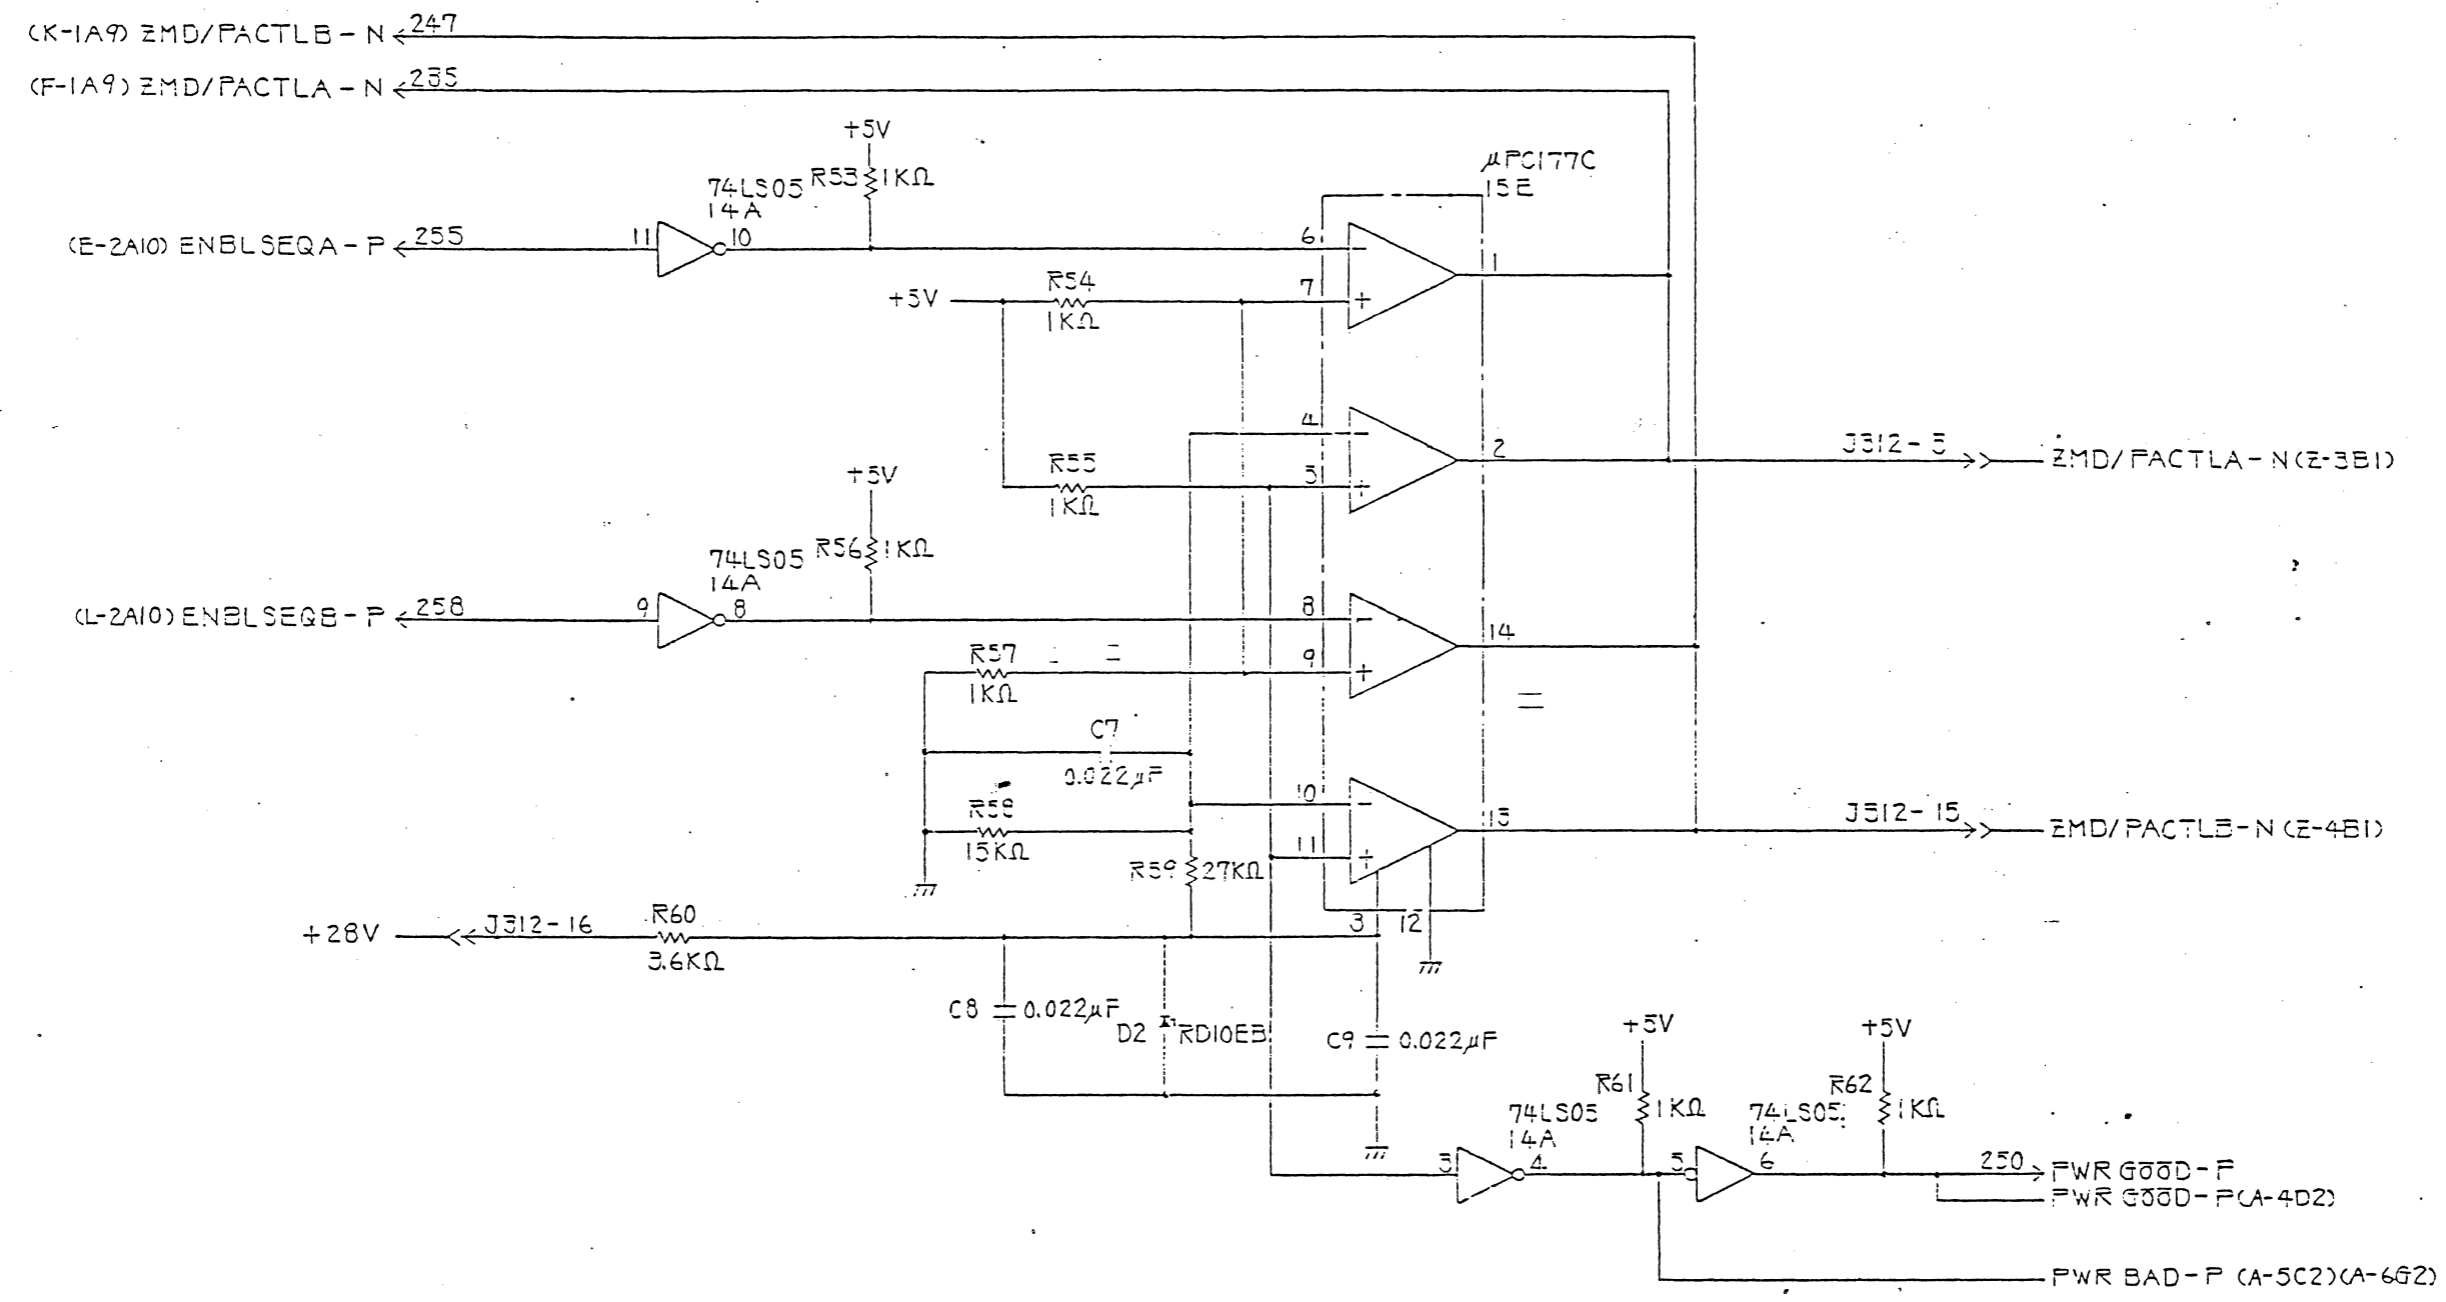 (K-1A9) ZMD/PACTLB-N 247
(F-1A9) ZMD/PACTLA-N 235
+5V
µPC177C
15E
74LS05
14A
R53 1KΩ
(E-2A10) ENBLSEQA-P 255
11 10
6
1
R54
+5V
1KΩ
7
- +
4
2
J312-5
ZMD/PACTLA-N (Z-3B1)
R55
1KΩ
5
- +
+5V
74LS05
14A
R56 1KΩ
(L-2A10) ENBLSEQB-P 258
9 8
8
14
R57
1KΩ
9
- +
C7
0.022µF
10
13
J312-15
ZMD/PACTLB-N (Z-4B1)
R58
15KΩ
11
- +
R59 27KΩ
+28V J312-16
R60
3.6KΩ
3 12
C8 0.022µF
D2 RD10EB
C9 0.022µF
+5V
+5V
R61 1KΩ
R62 1KΩ
74LS05
14A
74LS05
14A
3 4
5 6
250 PWR GOOD-P
PWR GOOD-P (A-4D2)
PWR BAD-P (A-5C2) (A-6G2)